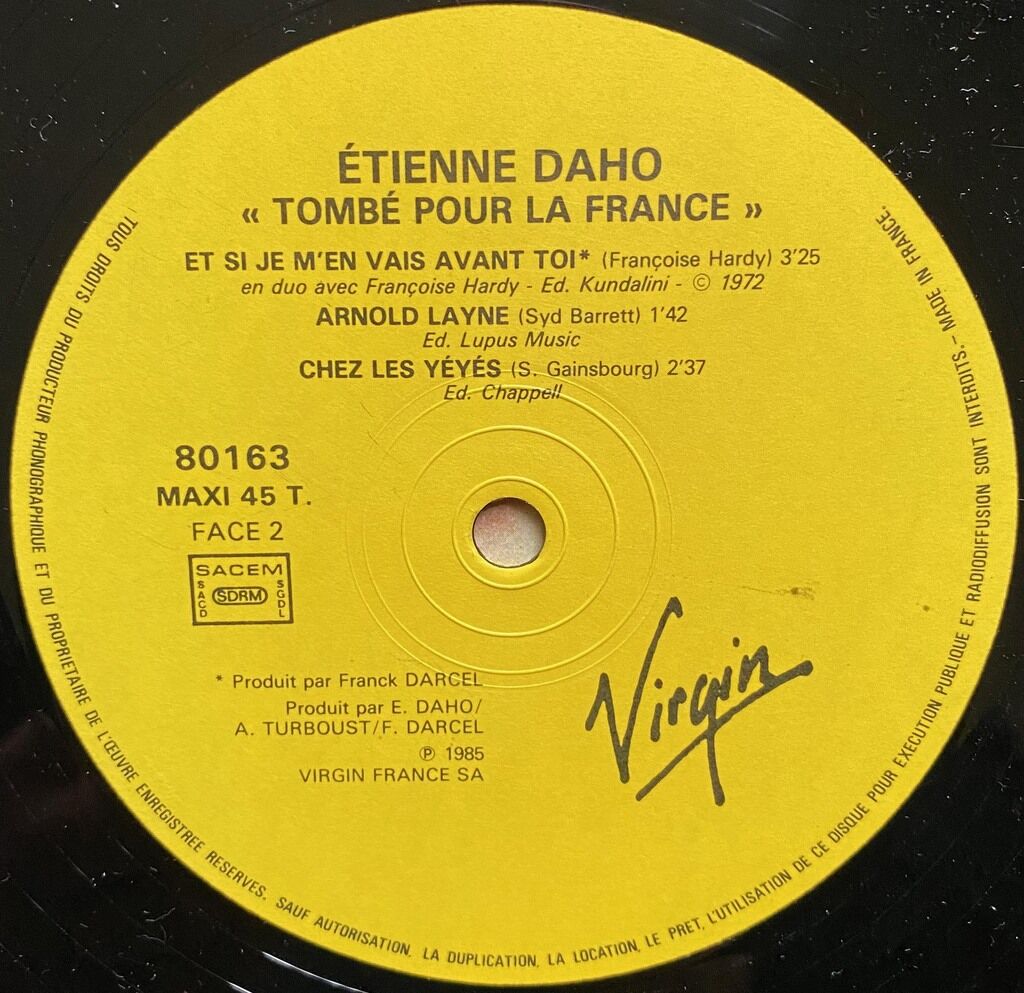 ÉTIENNE DAHO
« TOMBÉ POUR LA FRANCE »
ET SI JE M'EN VAIS AVANT TOI* (Françoise Hardy) 3'25
en duo avec Françoise Hardy - Ed. Kundalini - © 1972
ARNOLD LAYNE (Syd Barrett) 1'42
Ed. Lupus Music
CHEZ LES YÉYÉS (S. Gainsbourg) 2'37
Ed. Chappell
80163
MAXI 45 T.
FACE 2
SACEM
SACD
SDRM
SGDL
* Produit par Franck DARCEL
Produit par E. DAHO/
A. TURBOUST/F. DARCEL
℗ 1985
VIRGIN FRANCE SA
Virgin
TOUS DROITS DU PRODUCTEUR PHONOGRAPHIQUE ET DU PROPRIETAIRE DE L'ŒUVRE ENREGISTREE RESERVES. SAUF AUTORISATION, LA DUPLICATION, LA LOCATION, LE PRET, L'UTILISATION DE CE DISQUE POUR EXECUTION PUBLIQUE ET RADIODIFFUSION SONT INTERDITS. – MADE IN FRANCE.